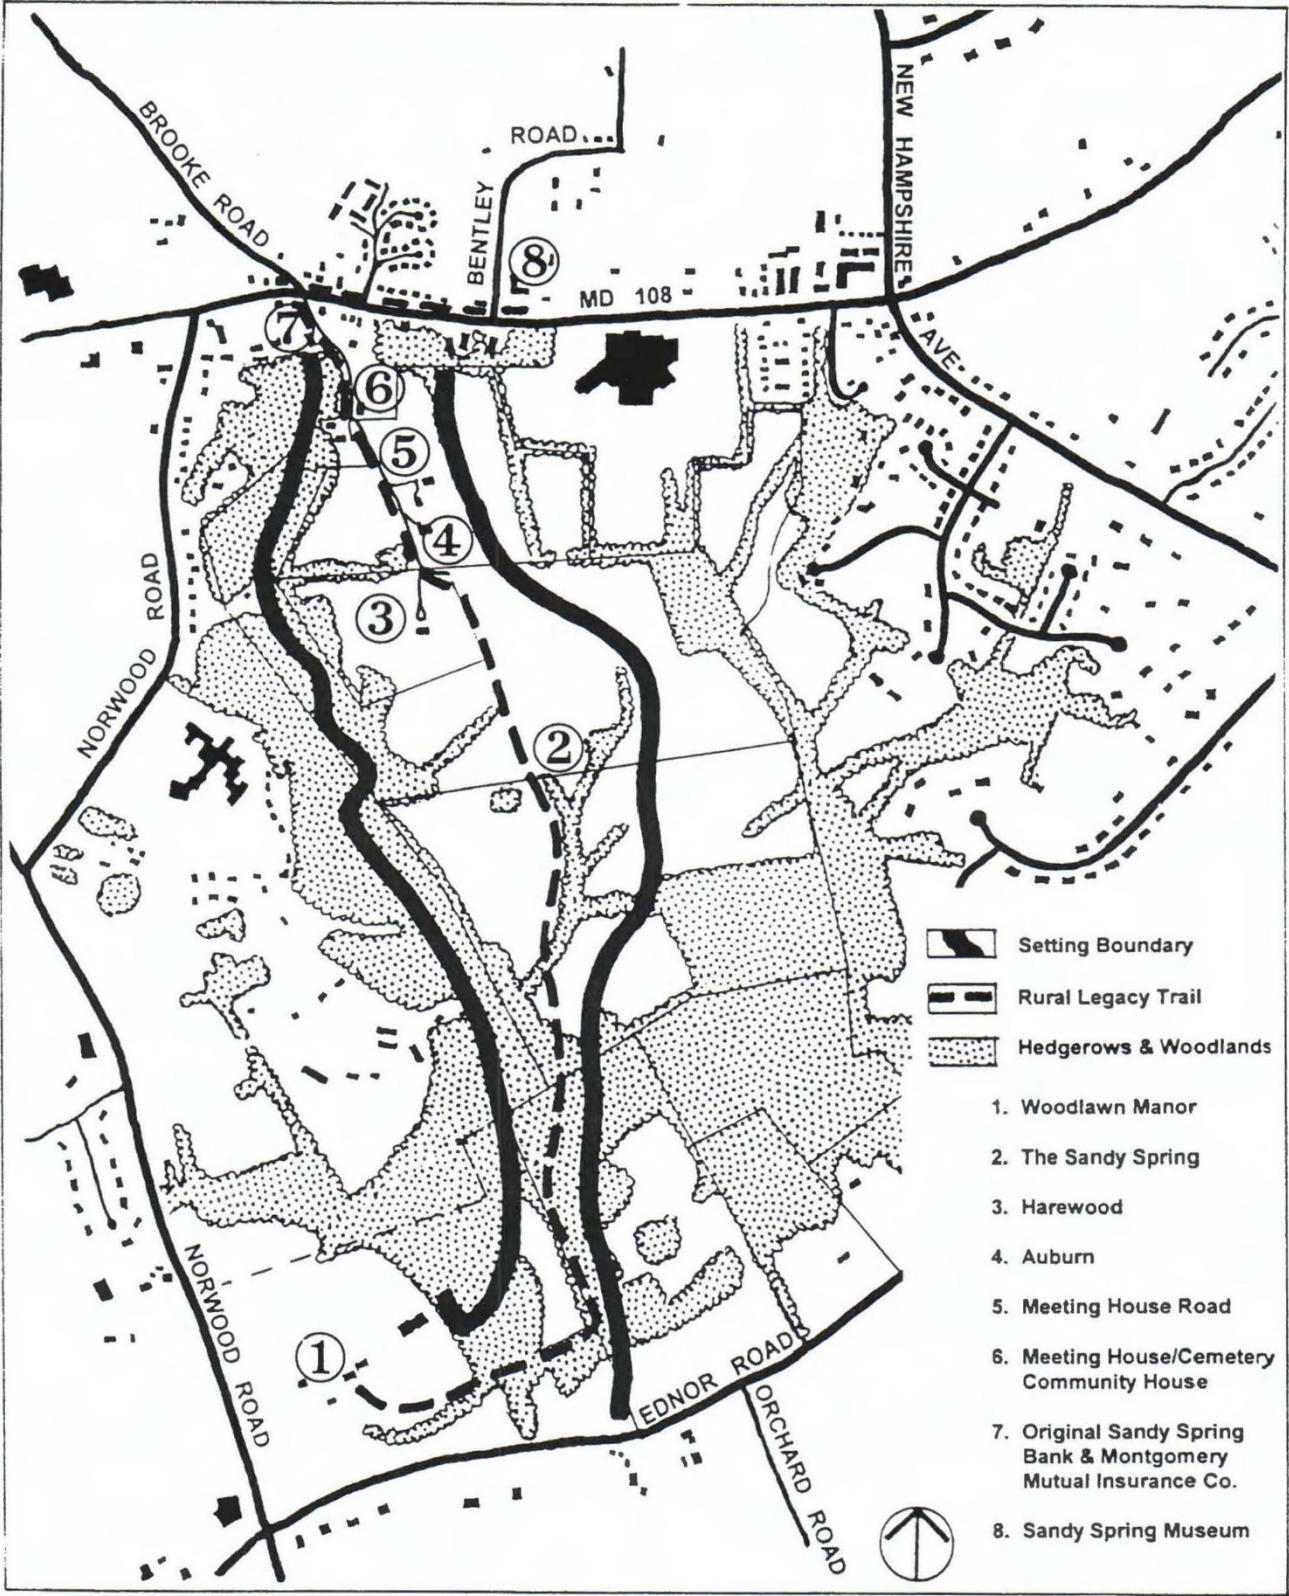 BROOKE ROAD
ROAD
BENTLEY
NEW HAMPSHIRE
AVE
MD 108
8
7
6
5
4
3
2
1
NORWOOD ROAD
NORWOOD ROAD
EDNOR ROAD
ORCHARD ROAD
Setting Boundary
Rural Legacy Trail
Hedgerows & Woodlands
1. Woodlawn Manor
2. The Sandy Spring
3. Harewood
4. Auburn
5. Meeting House Road
6. Meeting House/Cemetery
Community House
7. Original Sandy Spring
Bank & Montgomery
Mutual Insurance Co.
8. Sandy Spring Museum